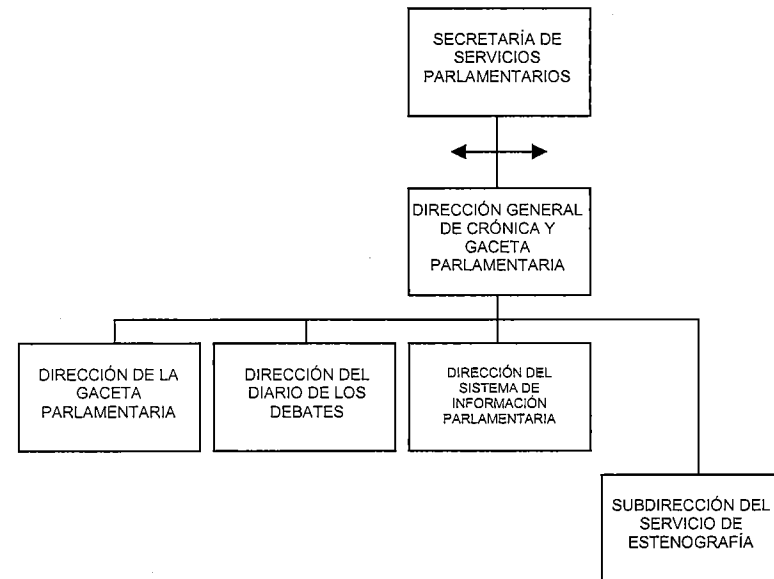 SECRETARÍA DE
SERVICIOS
PARLAMENTARIOS
DIRECCIÓN GENERAL
DE CRÓNICA Y
GACETA
PARLAMENTARIA
DIRECCIÓN DE LA
GACETA
PARLAMENTARIA
DIRECCIÓN DEL
DIARIO DE LOS
DEBATES
DIRECCIÓN DEL
SISTEMA DE
INFORMACIÓN
PARLAMENTARIA
SUBDIRECCIÓN DEL
SERVICIO DE
ESTENOGRAFÍA